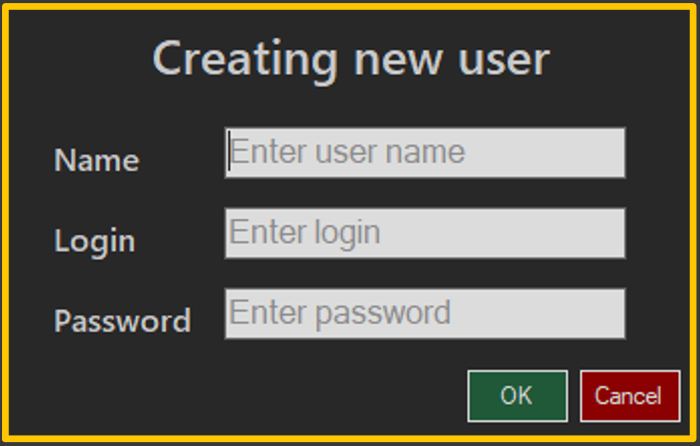 Creating new user
Name Enter user name
Login Enter login
Password Enter password
OK Cancel